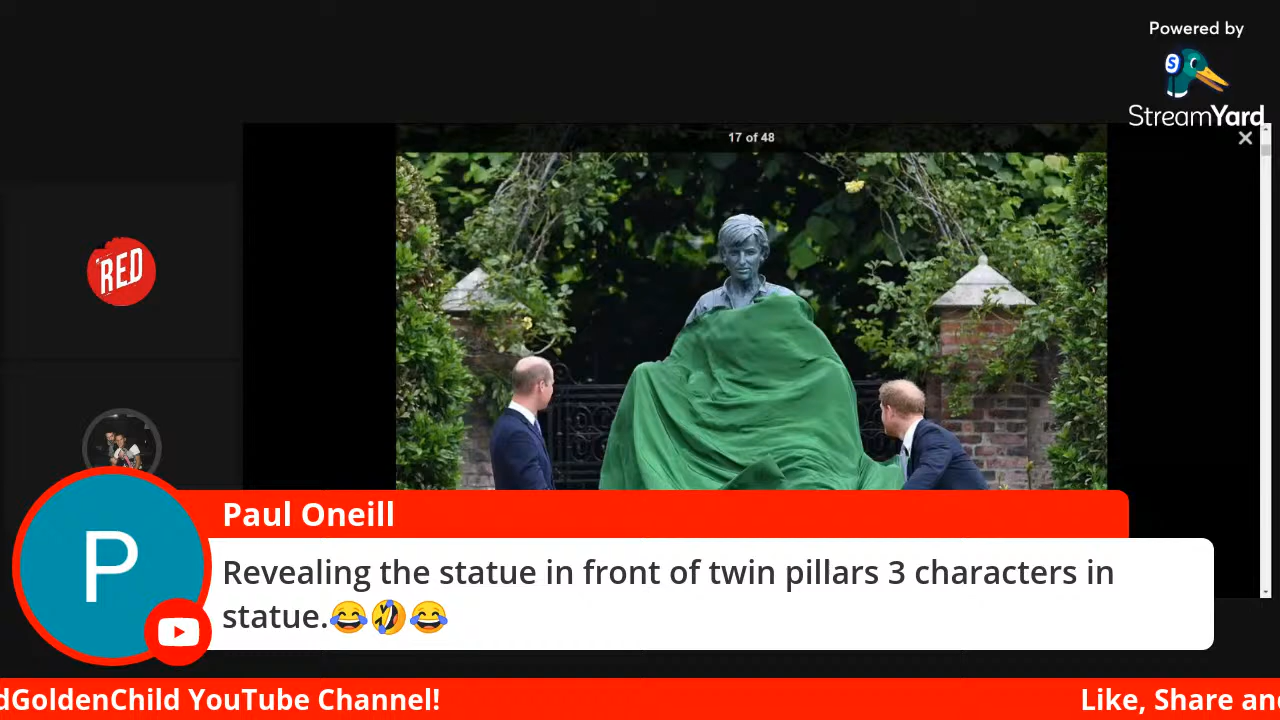 Powered by
S
StreamYard
17 of 48
RED
P
Paul Oneill
Revealing the statue in front of twin pillars 3 characters in
statue.😂🤣😂
dGoldenChild YouTube Channel!
Like, Share an